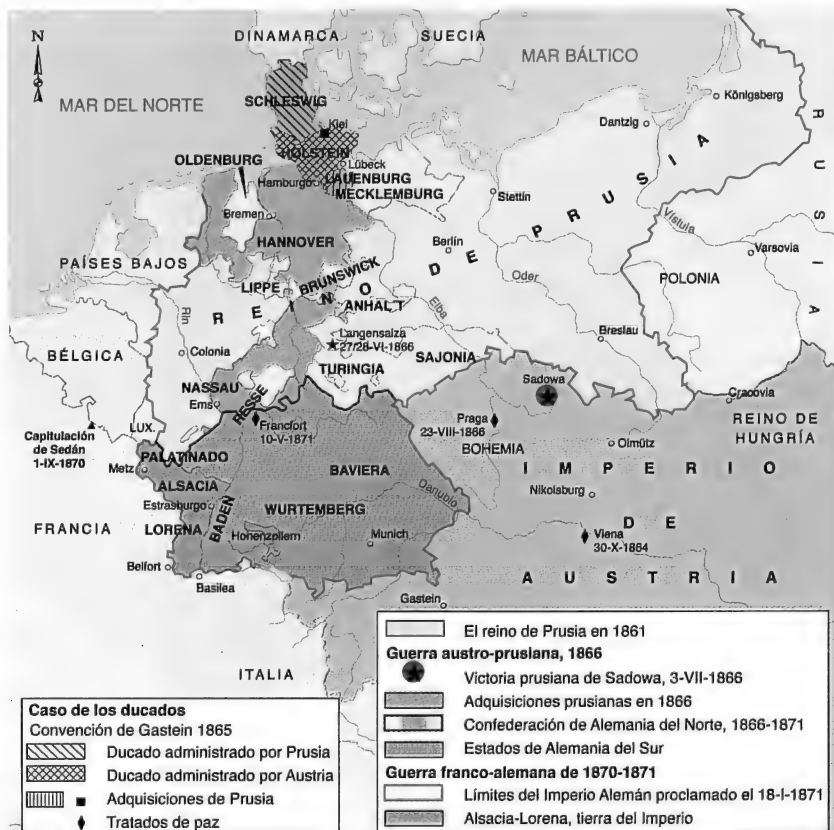 N
DINAMARCA
SUECIA
MAR BÁLTICO
MAR DEL NORTE
SCHLESWIG
Kiel
HOLSTEIN
Königsberg
Dantzig
RUSIA
OLDENBURG
Lübeck
Hamburgo
LAUENBURG
MECKLEMBURG
Stettin
Bremen
HANNOVER
Berlín
REINO DE PRUSIA
Vístula
Varsovia
PAÍSES BAJOS
LIPPE
BRUNSWICK
Oder
POLONIA
ANHALT
Elba
Rin
Langensalza
27/28-VI-1866
Breslau
BÉLGICA
Colonia
SAJONIA
TURINGIA
NASSAU
Sadowa
Ems
HESSE
Cracovia
Capitulación
de Sedán
1-IX-1870
LUX.
Francfort
10-V-1871
Praga
23-VIII-1866
BOHEMIA
REINO DE
HUNGRÍA
Olmütz
PALATINADO
Metz
BAVIERA
IMPERIO
ALSACIA
Danubio
Nikolsburg
Estrasburgo
WURTEMBERG
FRANCIA
LORENA
BADEN
DE
Hohenzollern
Munich
Viena
30-X-1864
Belfort
Basilea
AUSTRIA
Gastein
ITALIA
El reino de Prusia en 1861
Guerra austro-prusiana, 1866
Victoria prusiana de Sadowa, 3-VII-1866
Adquisiciones prusianas en 1866
Confederación de Alemania del Norte, 1866-1871
Estados de Alemania del Sur
Guerra franco-alemana de 1870-1871
Límites del Imperio Alemán proclamado el 18-I-1871
Alsacia-Lorena, tierra del Imperio
Caso de los ducados
Convención de Gastein 1865
Ducado administrado por Prusia
Ducado administrado por Austria
Adquisiciones de Prusia
Tratados de paz